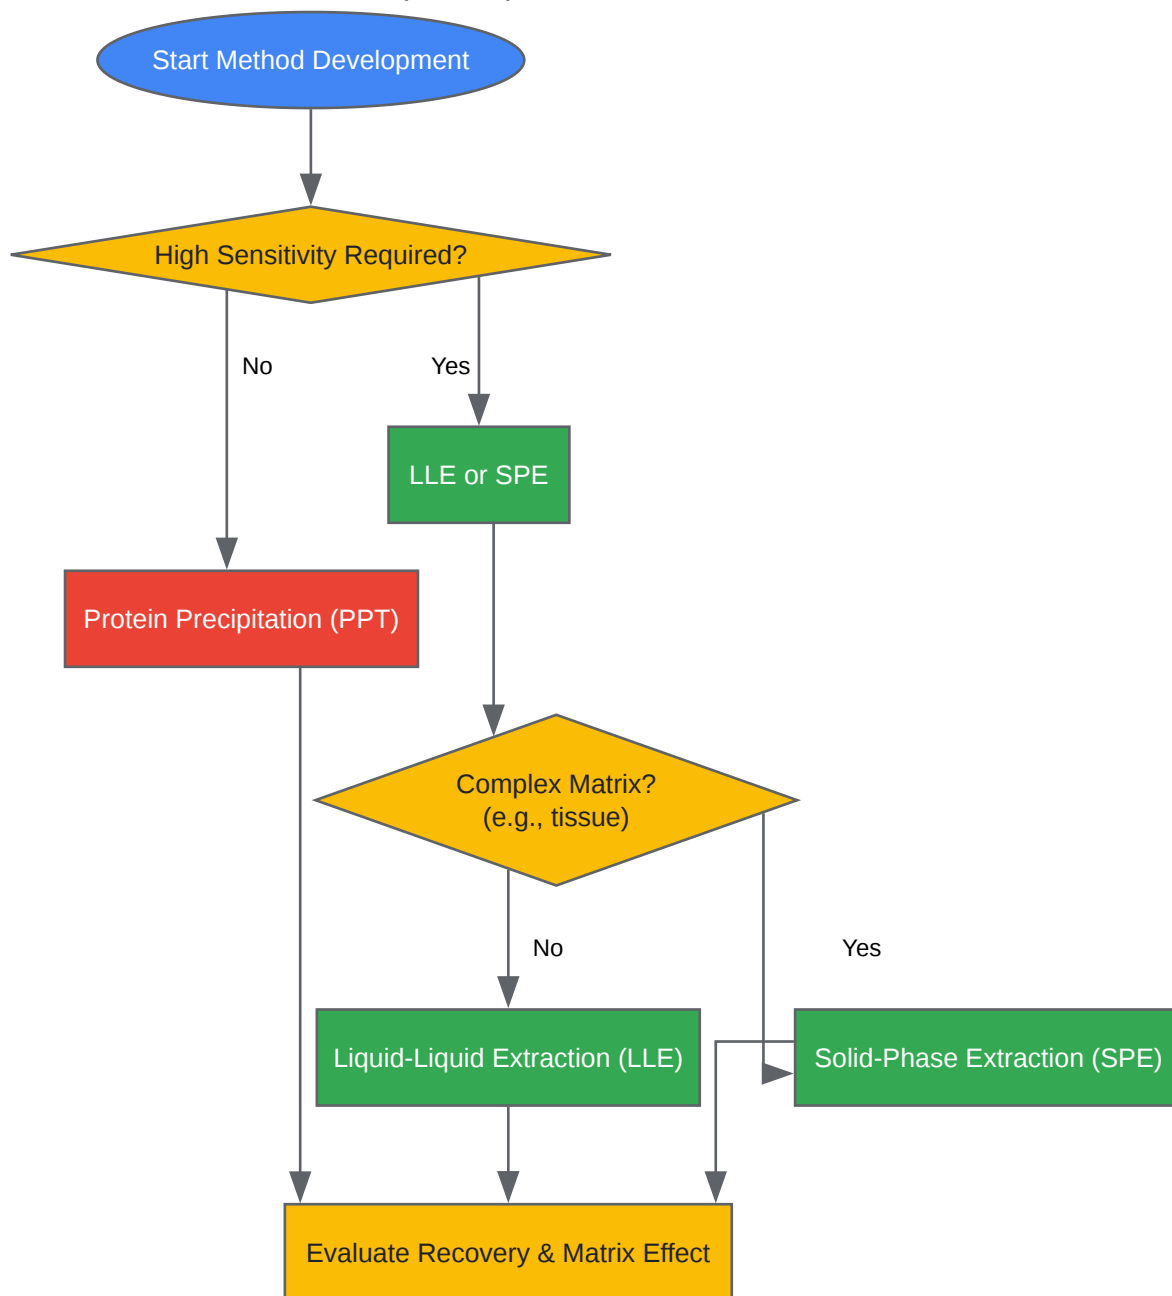 Start Method Development
High Sensitivity Required?
No
Yes
LLE or SPE
Protein Precipitation (PPT)
Complex Matrix?
(e.g., tissue)
No
Yes
Liquid-Liquid Extraction (LLE)
Solid-Phase Extraction (SPE)
Evaluate Recovery & Matrix Effect